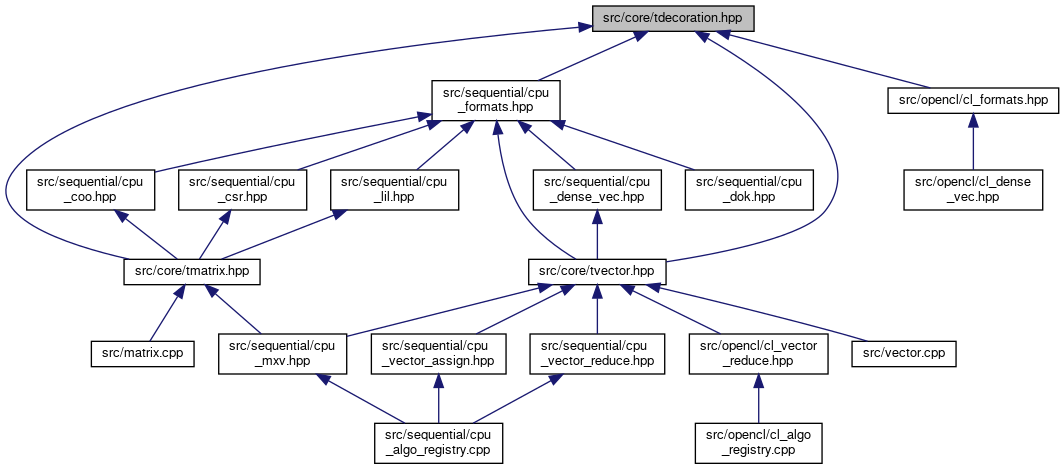 src/core/tdecoration.hpp
src/sequential/cpu
_formats.hpp
src/opencl/cl_formats.hpp
src/sequential/cpu
_coo.hpp
src/sequential/cpu
_csr.hpp
src/sequential/cpu
_lil.hpp
src/sequential/cpu
_dense_vec.hpp
src/sequential/cpu
_dok.hpp
src/opencl/cl_dense
_vec.hpp
src/core/tmatrix.hpp
src/core/tvector.hpp
src/matrix.cpp
src/sequential/cpu
_mxv.hpp
src/sequential/cpu
_vector_assign.hpp
src/sequential/cpu
_vector_reduce.hpp
src/opencl/cl_vector
_reduce.hpp
src/vector.cpp
src/sequential/cpu
_algo_registry.cpp
src/opencl/cl_algo
_registry.cpp